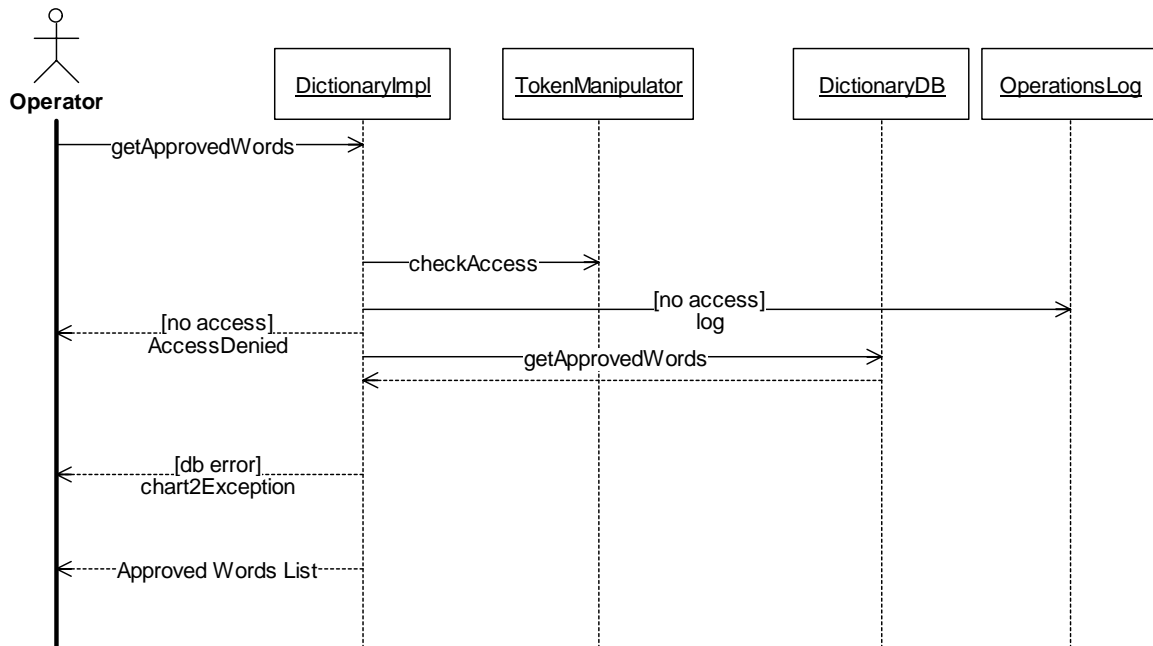 Operator
DictionaryImpl
TokenManipulator
DictionaryDB
OperationsLog
getApprovedWords
checkAccess
[no access]
log
[no access]
AccessDenied
getApprovedWords
[db error]
chart2Exception
Approved Words List